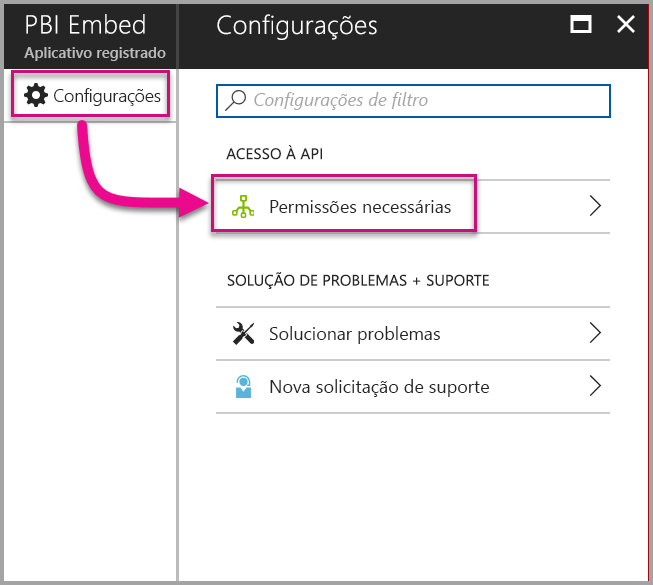 PBI Embed
Aplicativo registrado
Configurações
Configurações
Configurações de filtro
ACESSO À API
Permissões necessárias
SOLUÇÃO DE PROBLEMAS + SUPORTE
Solucionar problemas
Nova solicitação de suporte